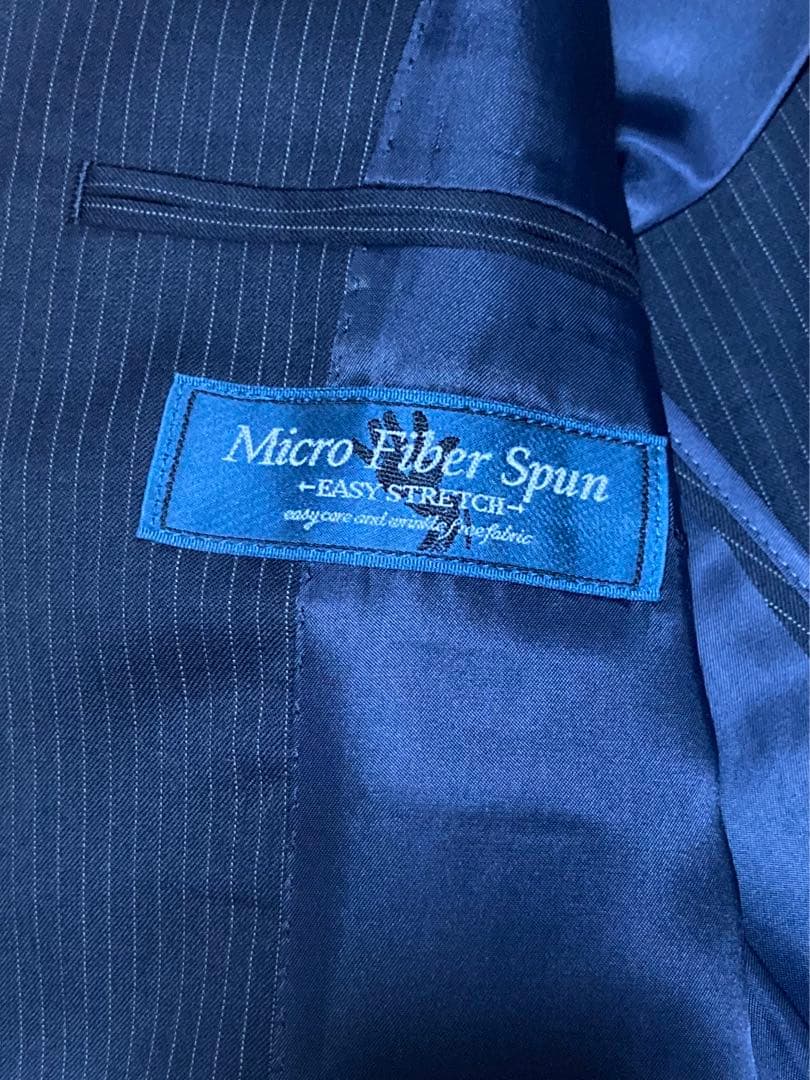 Micro Fiber Spun
←EASY STRETCH→
easy care and wrinkle free fabric